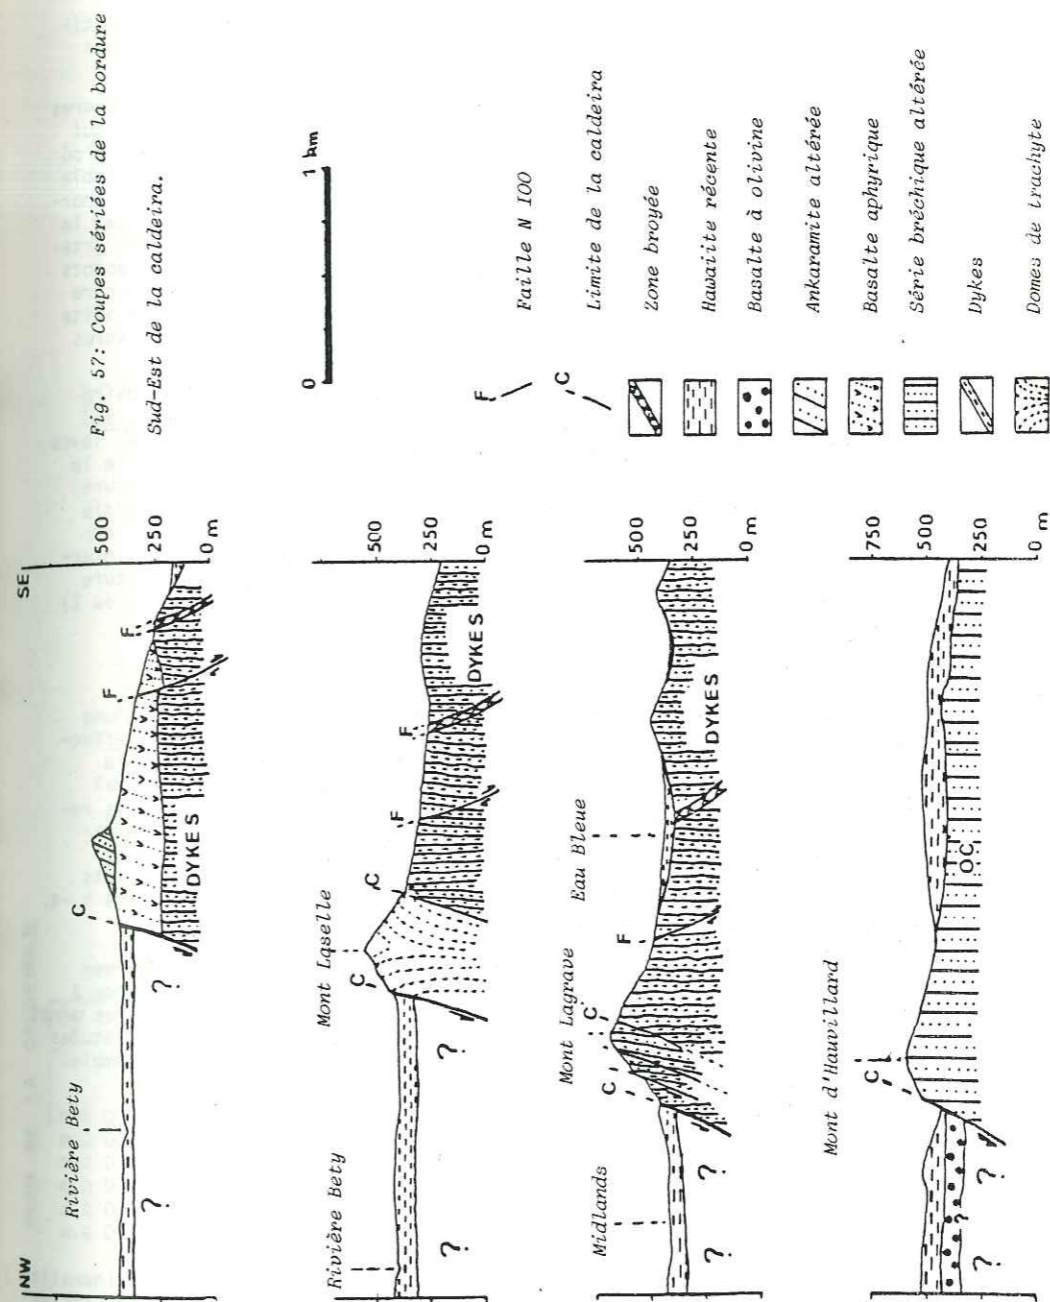 Fig. 57: Coupes sériées de la bordure
Sud-Est de la caldeira.
NW
SE
Rivière Bety
C
F
F
DYKES
?
?
500
250
0 m
Rivière Bety
Mont Laselle
C
C
F
F
DYKES
?
?
500
250
0 m
Midlands
Mont Lagrave
Eau Bleue
C
C
F
DYKES
?
?
500
250
0 m
Mont d'Hauvillard
C
OC
?
?
?
750
500
250
0 m
0
1 km
F
Faille N 100
C
Limite de la caldeira
Zone broyée
Hawaiite récente
Basalte à olivine
Ankaramite altérée
Basalte aphyrique
Série bréchique altérée
Dykes
Domes de trachyte